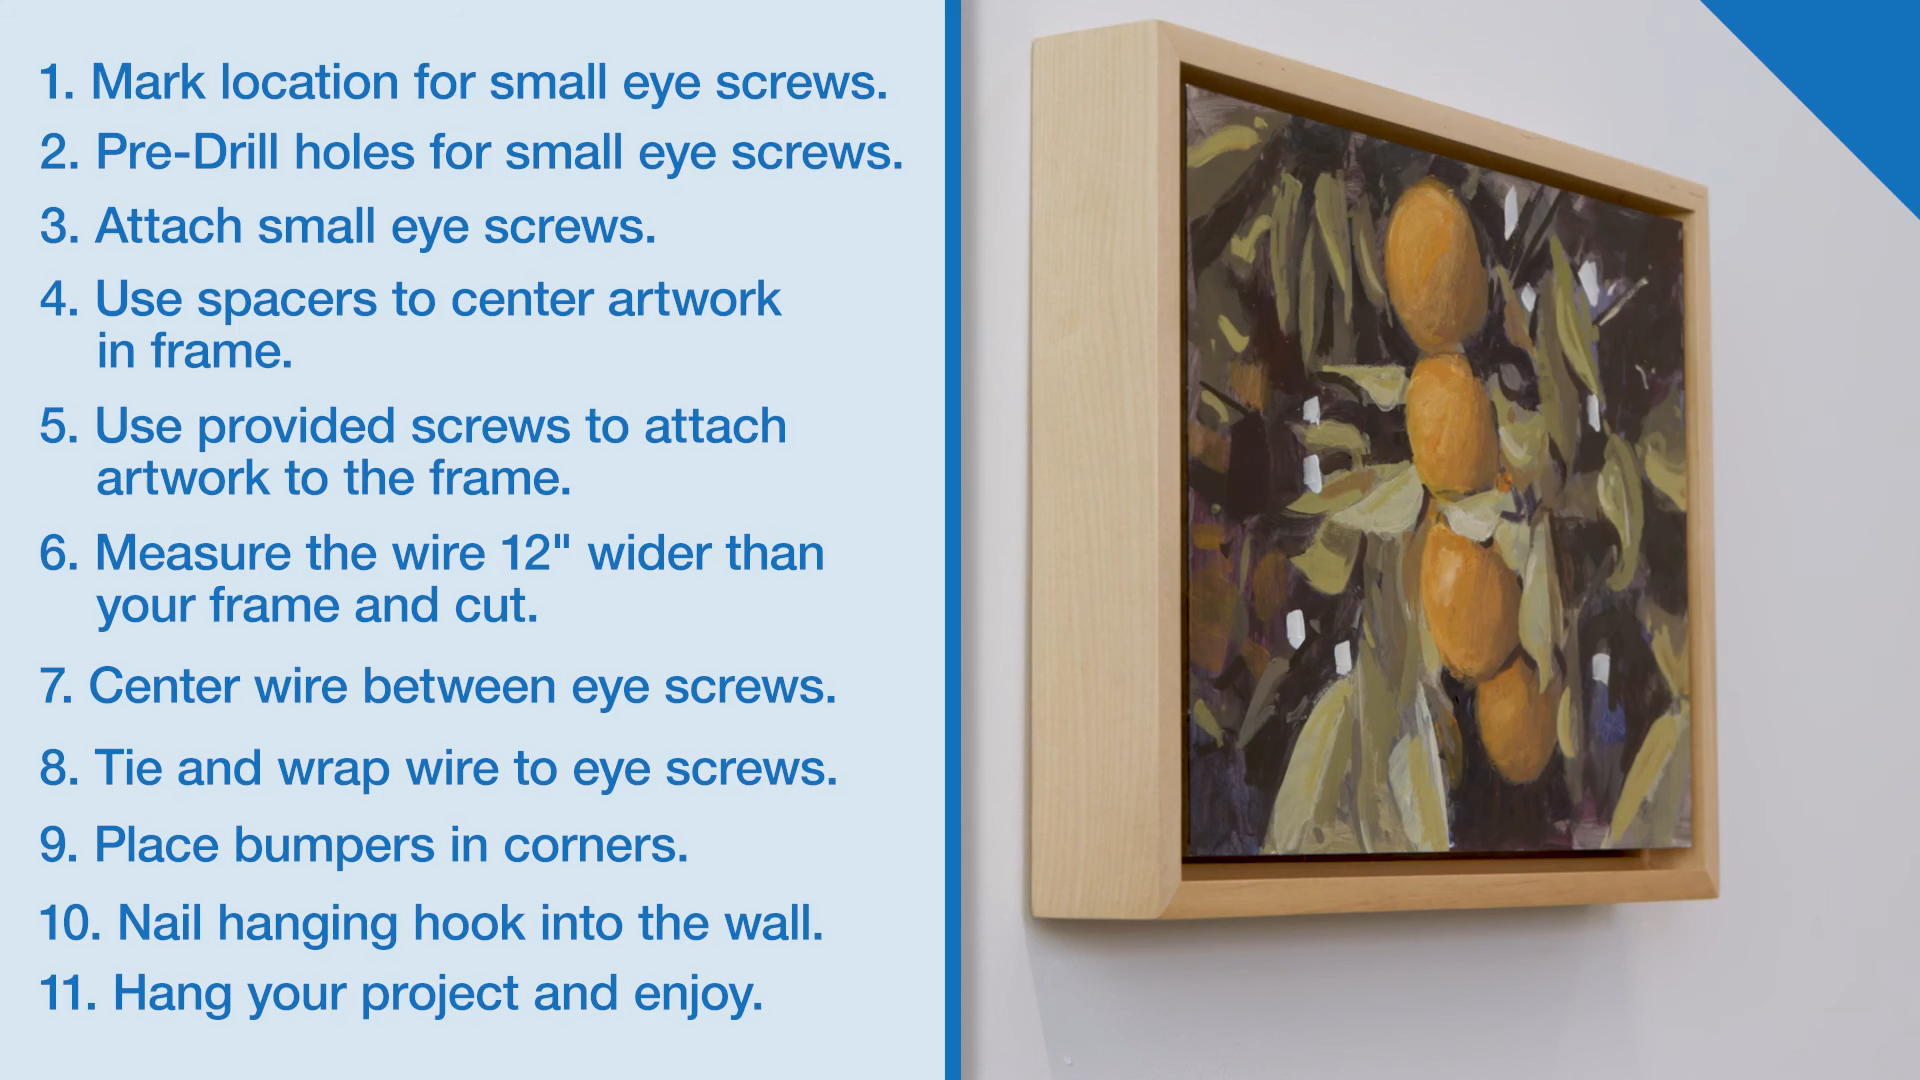 1. Mark location for small eye screws.
2. Pre-Drill holes for small eye screws.
3. Attach small eye screws.
4. Use spacers to center artwork
in frame.
5. Use provided screws to attach
artwork to the frame.
6. Measure the wire 12" wider than
your frame and cut.
7. Center wire between eye screws.
8. Tie and wrap wire to eye screws.
9. Place bumpers in corners.
10. Nail hanging hook into the wall.
11. Hang your project and enjoy.